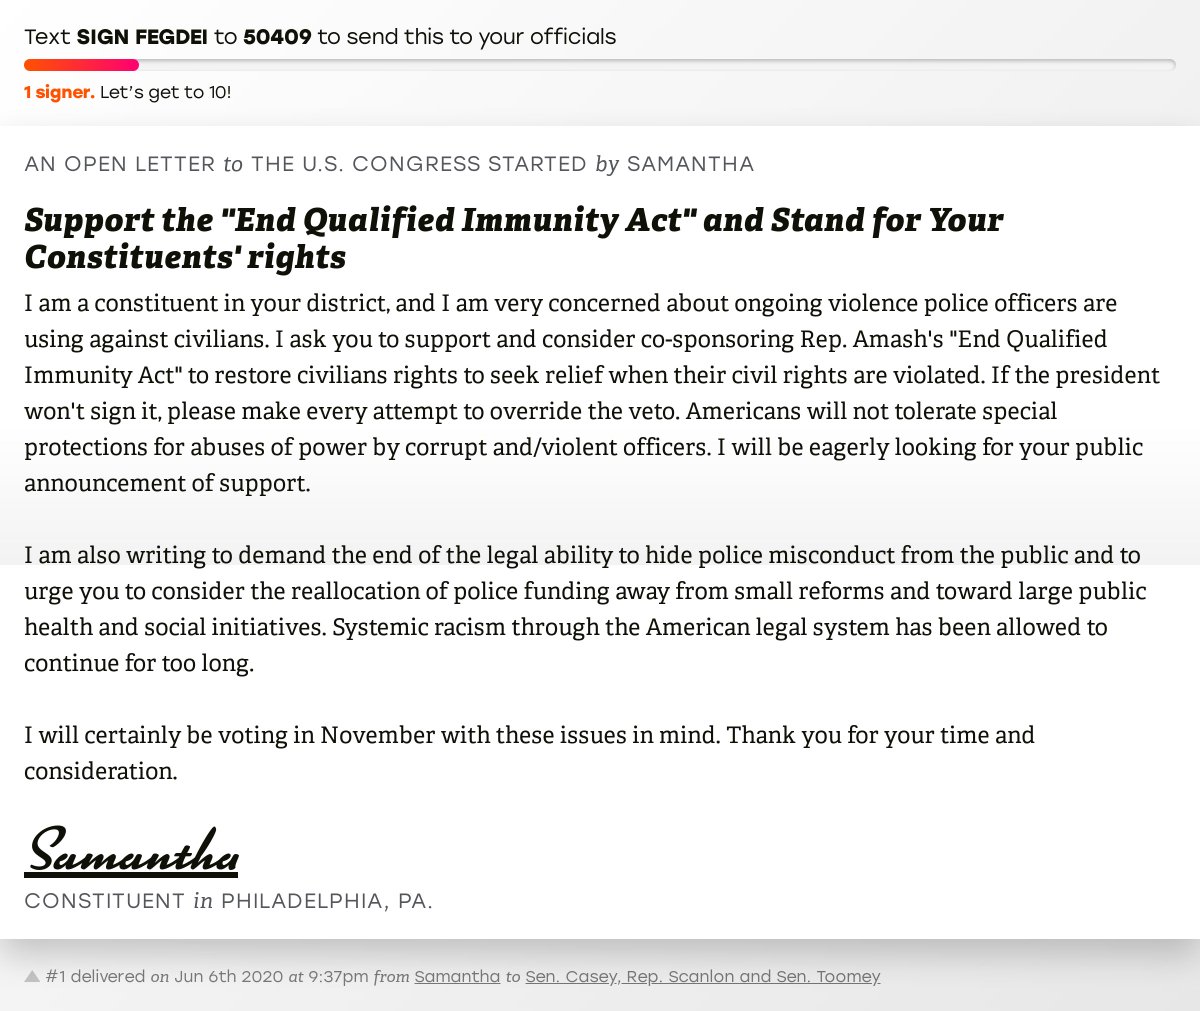 Text SIGN FEGDEI to 50409 to send this to your officials
1 signer. Let’s get to 10!
AN OPEN LETTER to THE U.S. CONGRESS STARTED by SAMANTHA
Support the "End Qualified Immunity Act" and Stand for Your
Constituents' rights
I am a constituent in your district, and I am very concerned about ongoing violence police officers are
using against civilians. I ask you to support and consider co-sponsoring Rep. Amash's "End Qualified
Immunity Act" to restore civilians rights to seek relief when their civil rights are violated. If the president
won't sign it, please make every attempt to override the veto. Americans will not tolerate special
protections for abuses of power by corrupt and/violent officers. I will be eagerly looking for your public
announcement of support.
I am also writing to demand the end of the legal ability to hide police misconduct from the public and to
urge you to consider the reallocation of police funding away from small reforms and toward large public
health and social initiatives. Systemic racism through the American legal system has been allowed to
continue for too long.
I will certainly be voting in November with these issues in mind. Thank you for your time and
consideration.
Samantha
CONSTITUENT in PHILADELPHIA, PA.
#1 delivered on Jun 6th 2020 at 9:37pm from Samantha to Sen. Casey, Rep. Scanlon and Sen. Toomey